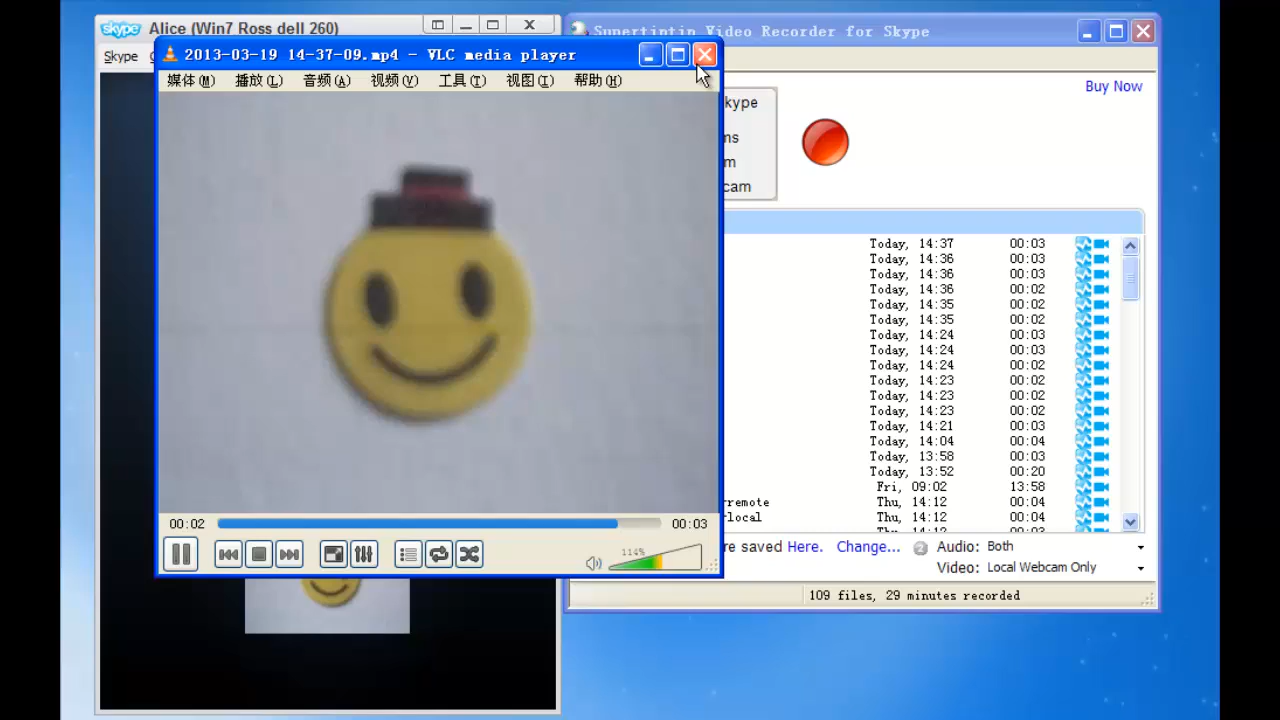 skype Alice (Win7 Ross dell 260)
Supertintin Video Recorder for Skype
Skype
2013-03-19 14-37-09.mp4 - VLC media player
媒体(M) 播放(L) 音频(A) 视频(V) 工具(T) 视图(I) 帮助(H)
Buy Now
kype
ns
m
cam
Today, 14:37 00:03
Today, 14:36 00:03
Today, 14:36 00:03
Today, 14:36 00:02
Today, 14:35 00:02
Today, 14:35 00:02
Today, 14:24 00:03
Today, 14:24 00:03
Today, 14:24 00:02
Today, 14:23 00:02
Today, 14:23 00:02
Today, 14:23 00:02
Today, 14:21 00:03
Today, 14:04 00:04
Today, 13:58 00:03
Today, 13:52 00:20
Fri, 09:02 13:58
remote Thu, 14:12 00:04
local Thu, 14:12 00:04
Thu, 14:12 00:03
00:02 00:03
114%
re saved Here. Change... 2 Audio: Both
Video: Local Webcam Only
109 files, 29 minutes recorded